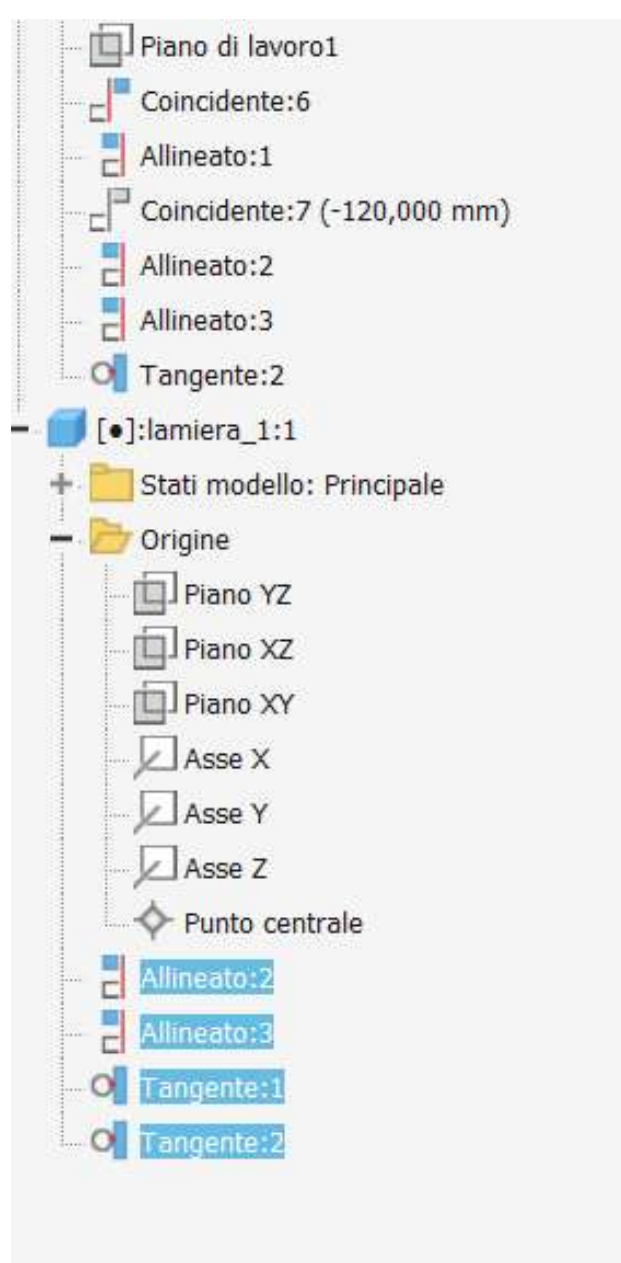 Piano di lavoro1
Coincidente:6
Allineato:1
Coincidente:7 (-120,000 mm)
Allineato:2
Allineato:3
Tangente:2
[●]:lamiera_1:1
Stati modello: Principale
Origine
Piano YZ
Piano XZ
Piano XY
Asse X
Asse Y
Asse Z
Punto centrale
Allineato:2
Allineato:3
Tangente:1
Tangente:2